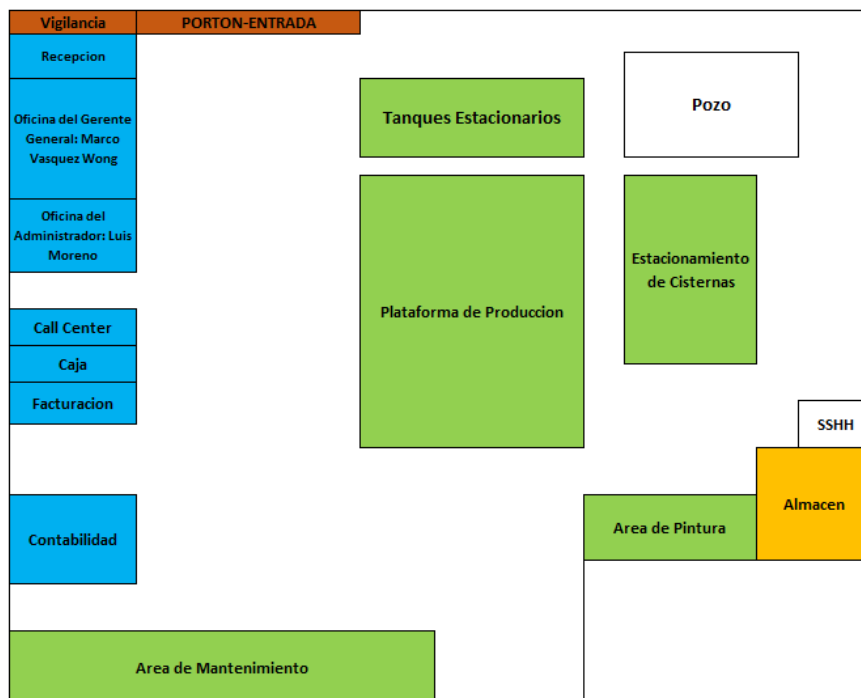 Vigilancia
PORTON-ENTRADA
Recepcion
Oficina del Gerente
General: Marco
Vasquez Wong
Oficina del
Administrador: Luis
Moreno
Call Center
Caja
Facturacion
Contabilidad
Area de Mantenimiento
Tanques Estacionarios
Plataforma de Produccion
Pozo
Estacionamiento
de Cisternas
SSHH
Almacen
Area de Pintura